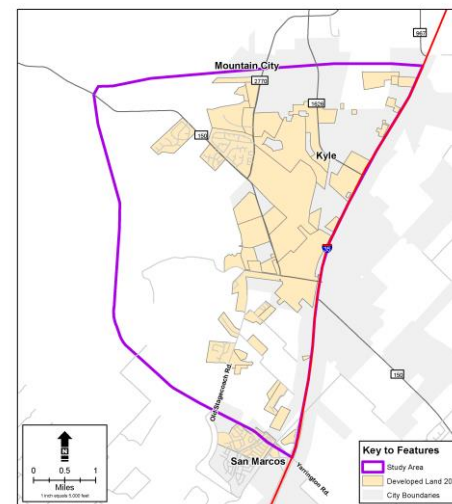 967
Mountain City
2770
1626
150
Kyle
35
150
Old Stagecoach Rd.
San Marcos
Yarrington Rd.
N
0 0.5 1
Miles
1 inch equals 5,000 feet
Key to Features
Study Area
Developed Land 20
City Boundaries